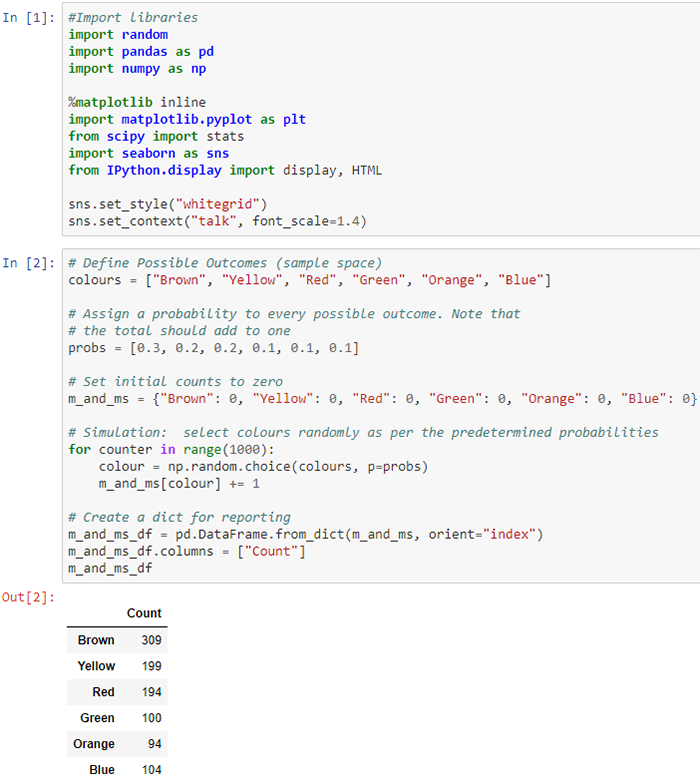 In [1]: #Import libraries
import random
import pandas as pd
import numpy as np

%matplotlib inline
import matplotlib.pyplot as plt
from scipy import stats
import seaborn as sns
from IPython.display import display, HTML

sns.set_style("whitegrid")
sns.set_context("talk", font_scale=1.4)

In [2]: # Define Possible Outcomes (sample space)
colours = ["Brown", "Yellow", "Red", "Green", "Orange", "Blue"]

# Assign a probability to every possible outcome. Note that
# the total should add to one
probs = [0.3, 0.2, 0.2, 0.1, 0.1, 0.1]

# Set initial counts to zero
m_and_ms = {"Brown": 0, "Yellow": 0, "Red": 0, "Green": 0, "Orange": 0, "Blue": 0}

# Simulation:  select colours randomly as per the predetermined probabilities
for counter in range(1000):
    colour = np.random.choice(colours, p=probs)
    m_and_ms[colour] += 1

# Create a dict for reporting
m_and_ms_df = pd.DataFrame.from_dict(m_and_ms, orient="index")
m_and_ms_df.columns = ["Count"]
m_and_ms_df

Out[2]:
Count
Brown 309
Yellow 199
Red 194
Green 100
Orange 94
Blue 104